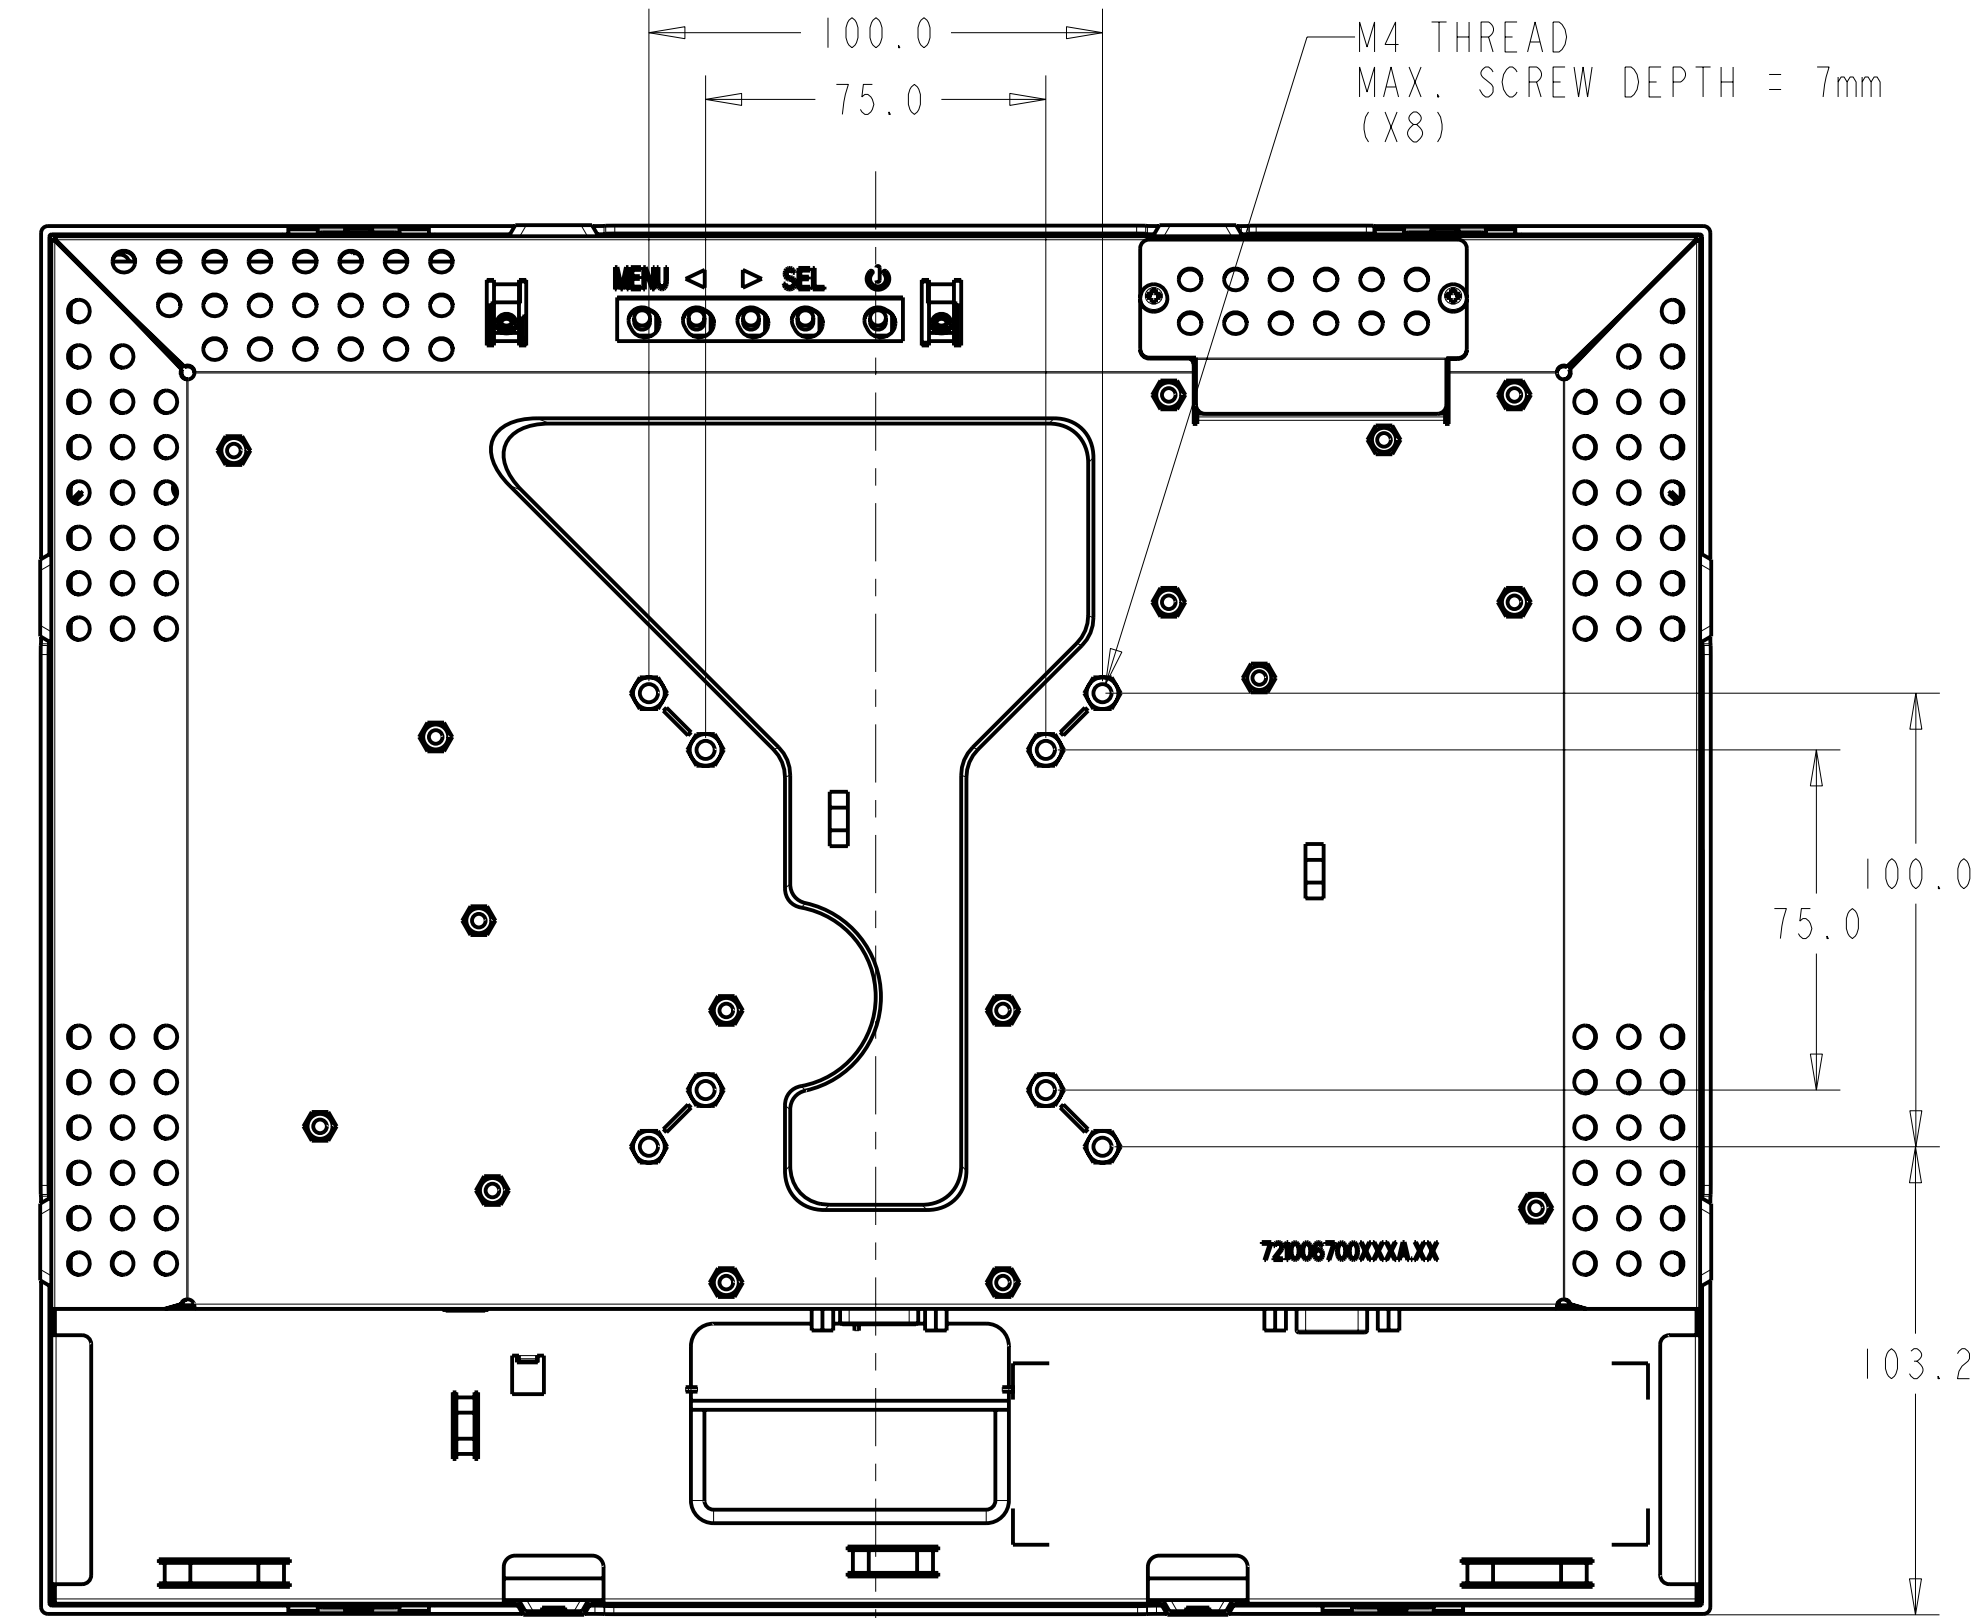 100.0
75.0
M4 THREAD
MAX. SCREW DEPTH = 7mm
(X8)
MENU ◁ ▷ SEL
100.0
75.0
721006700XXXA.XX
103.2